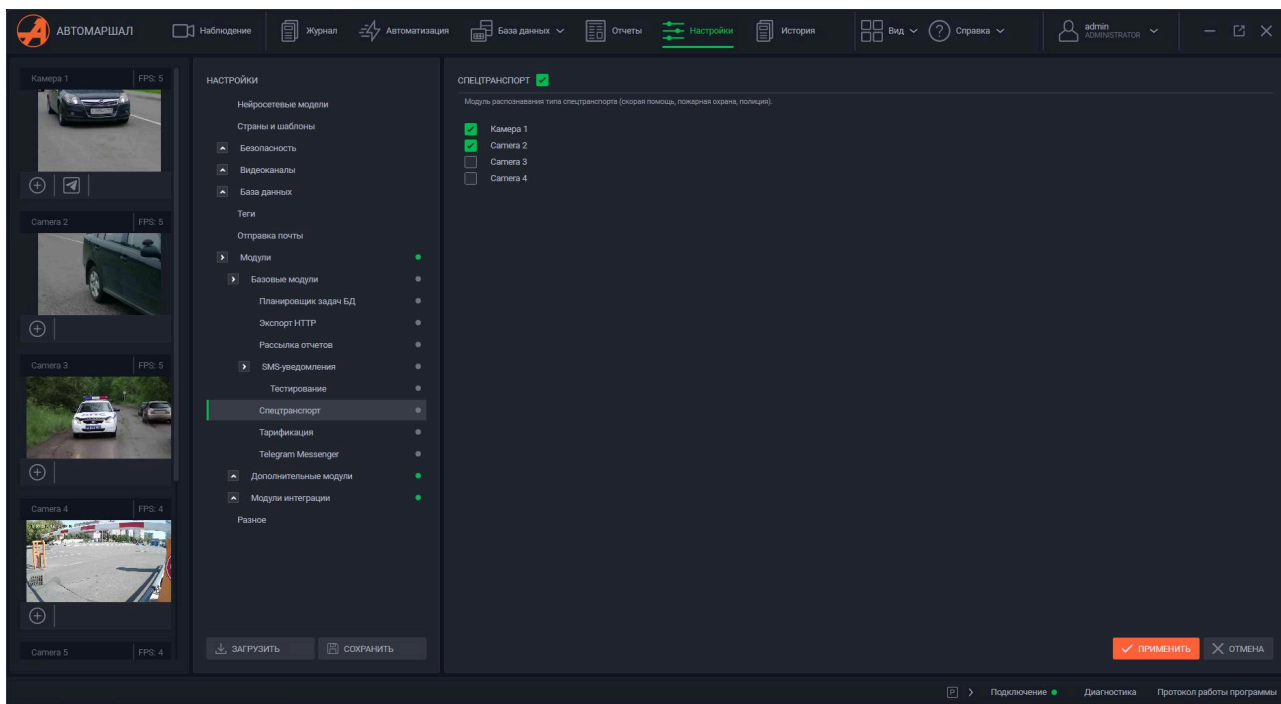 АВТОМАРШАЛ
Наблюдение
Журнал
Автоматизация
База данных
Отчеты
Настройки
История
Вид
Справка
admin
ADMINISTRATOR
Камера 1 FPS: 5
Camera 2 FPS: 5
Camera 3 FPS: 5
Camera 4 FPS: 4
Camera 5 FPS: 4
НАСТРОЙКИ
Нейросетевые модели
Страны и шаблоны
Безопасность
Видеоканалы
База данных
Теги
Отправка почты
Модули
Базовые модули
Планировщик задач БД
Экспорт HTTP
Рассылка отчетов
SMS-уведомления
Тестирование
Спецтранспорт
Тарификация
Telegram Messenger
Дополнительные модули
Модули интеграции
Разное
ЗАГРУЗИТЬ
СОХРАНИТЬ
СПЕЦТРАНСПОРТ
Модуль распознавания типа спецтранспорта (скорая помощь, пожарная охрана, полиция).
Камера 1
Camera 2
Camera 3
Camera 4
ПРИМЕНИТЬ
ОТМЕНА
P
Подключение
Диагностика
Протокол работы программы